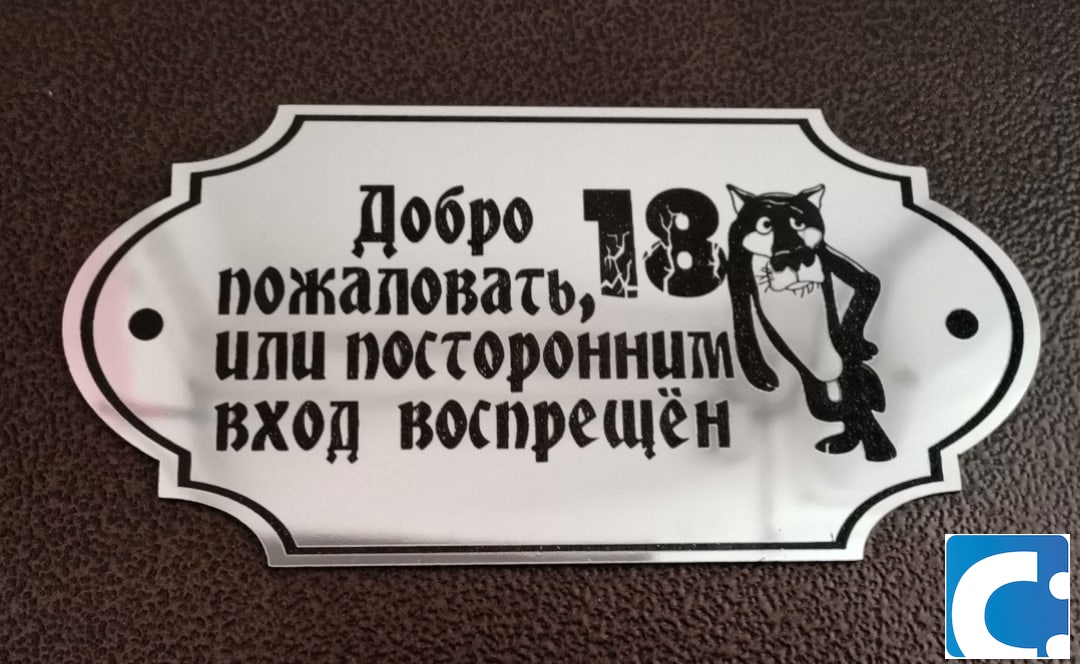 Добро
пожаловать,
или посторонним
вход воспрещён
18